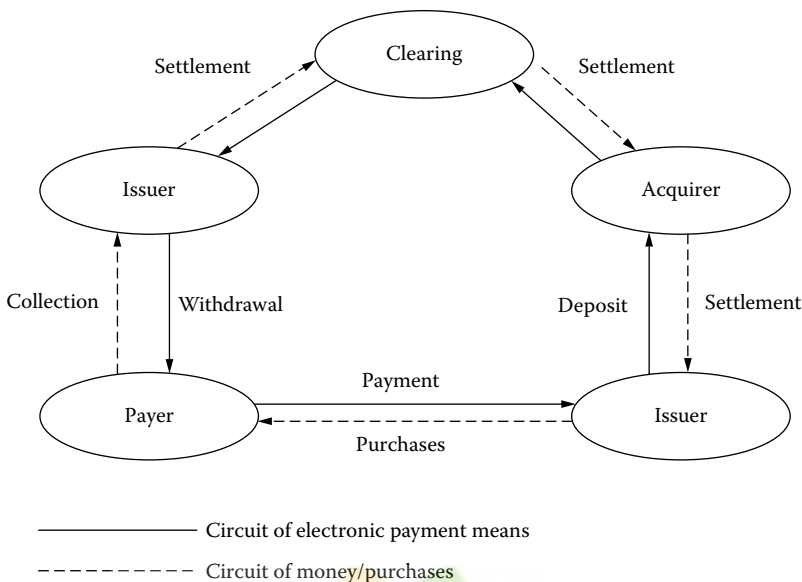 Clearing
Settlement
Settlement
Issuer
Acquirer
Collection
Withdrawal
Deposit
Settlement
Payment
Payer
Issuer
Purchases
Circuit of electronic payment means
Circuit of money/purchases